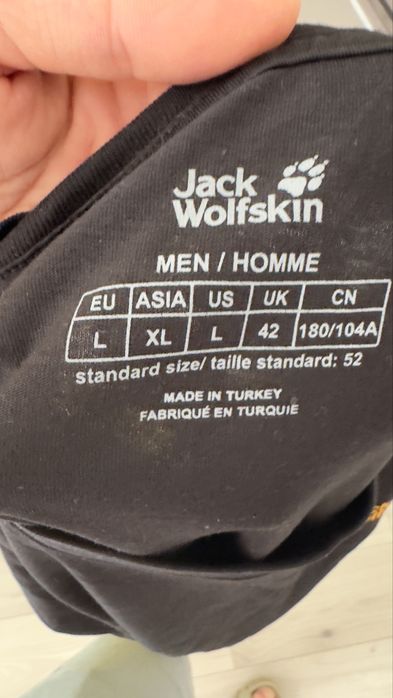 Jack
Wolfskin
MEN / HOMME
EU ASIA US UK CN
L XL L 42 180/104A
standard size/ taille standard: 52
MADE IN TURKEY
FABRIQUÉ EN TURQUIE